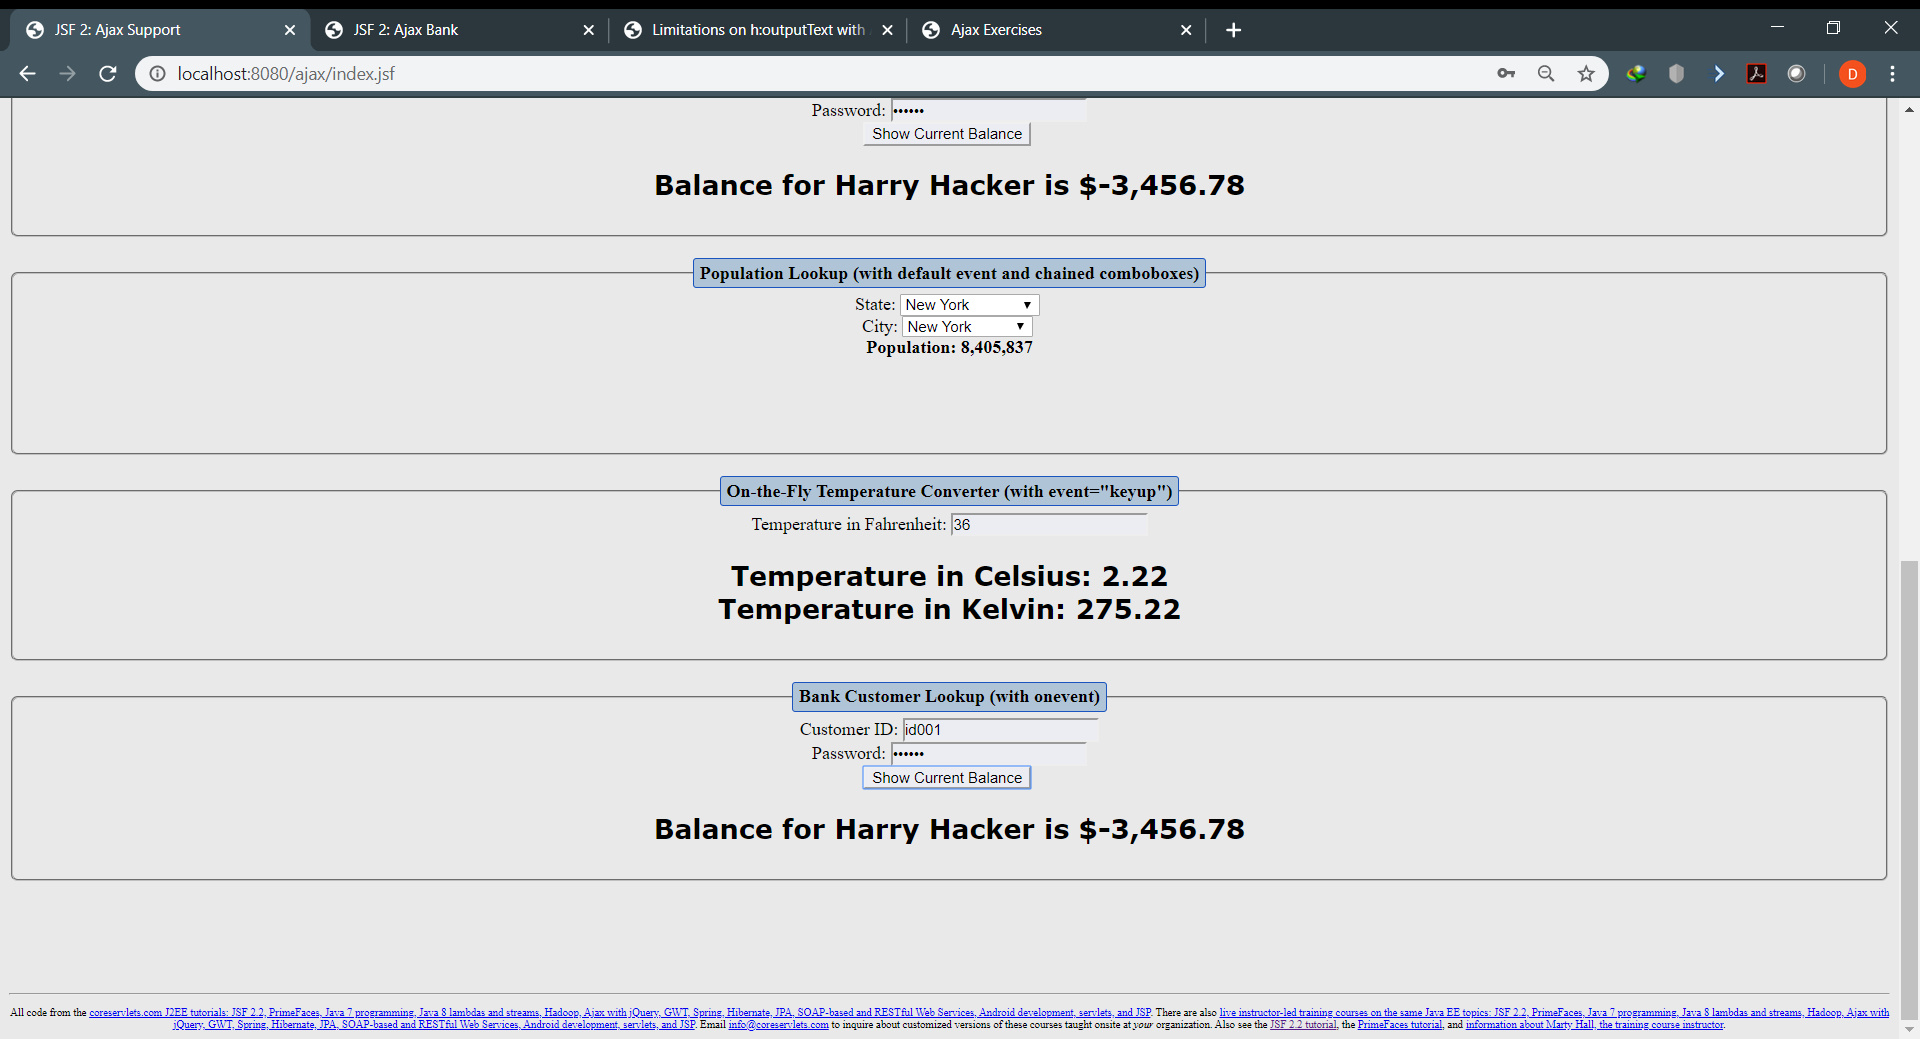 JSF 2: Ajax Support
JSF 2: Ajax Bank
Limitations on h:outputText with
Ajax Exercises
localhost:8080/ajax/index.jsf
D
Password: ••••••
Show Current Balance
Balance for Harry Hacker is $-3,456.78
Population Lookup (with default event and chained comboboxes)
State: New York
City: New York
Population: 8,405,837
On-the-Fly Temperature Converter (with event="keyup")
Temperature in Fahrenheit: 36
Temperature in Celsius: 2.22
Temperature in Kelvin: 275.22
Bank Customer Lookup (with onevent)
Customer ID: id001
Password: ••••••
Show Current Balance
Balance for Harry Hacker is $-3,456.78
All code from the coreservlets.com J2EE tutorials: JSF 2.2, PrimeFaces, Java 7 programming, Java 8 lambdas and streams, Hadoop, Ajax with jQuery, GWT, Spring, Hibernate, JPA, SOAP-based and RESTful Web Services, Android development, servlets, and JSP. There are also live instructor-led training courses on the same Java EE topics: JSF 2.2, PrimeFaces, Java 7 programming, Java 8 lambdas and streams, Hadoop, Ajax with
jQuery, GWT, Spring, Hibernate, JPA, SOAP-based and RESTful Web Services, Android development, servlets, and JSP. Email info@coreservlets.com to inquire about customized versions of these courses taught onsite at your organization. Also see the JSF 2.2 tutorial, the PrimeFaces tutorial, and information about Marty Hall, the training course instructor.